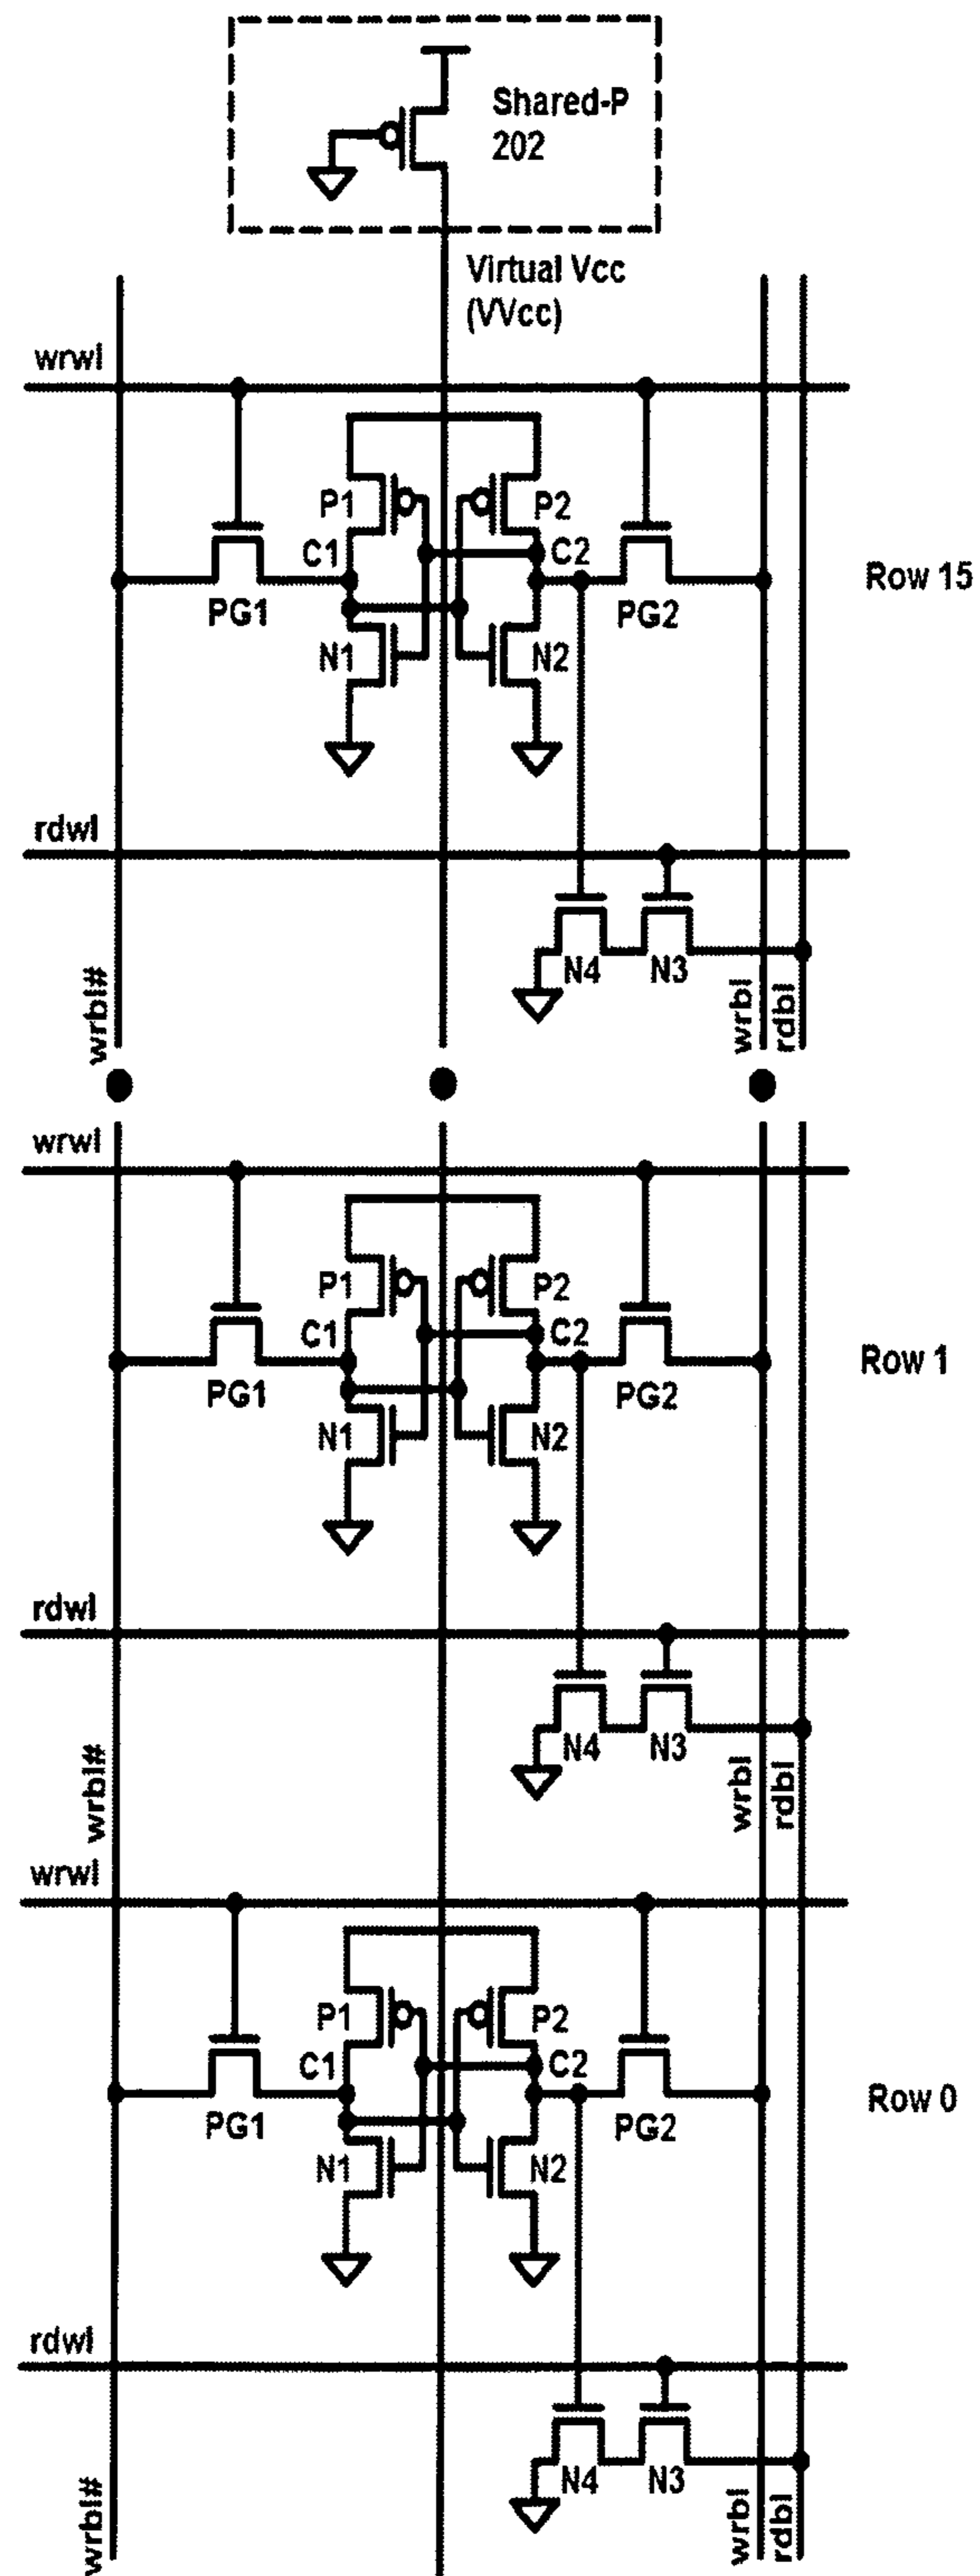 Shared-P
202
Virtual Vcc
(VVcc)
wrwl
P1
P2
C1
C2
PG1
PG2
Row 15
N1
N2
rdwl
N4
N3
wrbl#
wrbl
rdbl
wrwl
P1
P2
C1
C2
PG1
PG2
Row 1
N1
N2
rdwl
N4
N3
wrbl#
wrbl
rdbl
wrwl
P1
P2
C1
C2
PG1
PG2
Row 0
N1
N2
rdwl
N4
N3
wrbl#
wrbl
rdbl